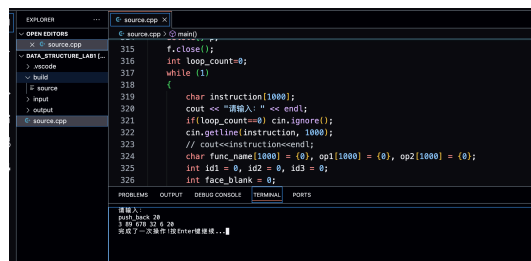 EXPLORER
source.cpp
OPEN EDITORS
source.cpp
DATA_STRUCTURE_LAB1 [...
.vscode
build
source
input
output
source.cpp
source.cpp > main()
315 f.close();
316 int loop_count=0;
317 while (1)
318 {
319 char instruction[1000];
320 cout << "请输入：" << endl;
321 if(loop_count==0) cin.ignore();
322 cin.getline(instruction, 1000);
323 // cout<<instruction<<endl;
324 char func_name[1000] = {0}, op1[1000] = {0}, op2[1000] = {0};
325 int id1 = 0, id2 = 0, id3 = 0;
326 int face_blank = 0;
PROBLEMS OUTPUT DEBUG CONSOLE TERMINAL PORTS
请输入：
push_back 20
3 89 678 32 6 20
完成了一次操作!按Enter键继续...